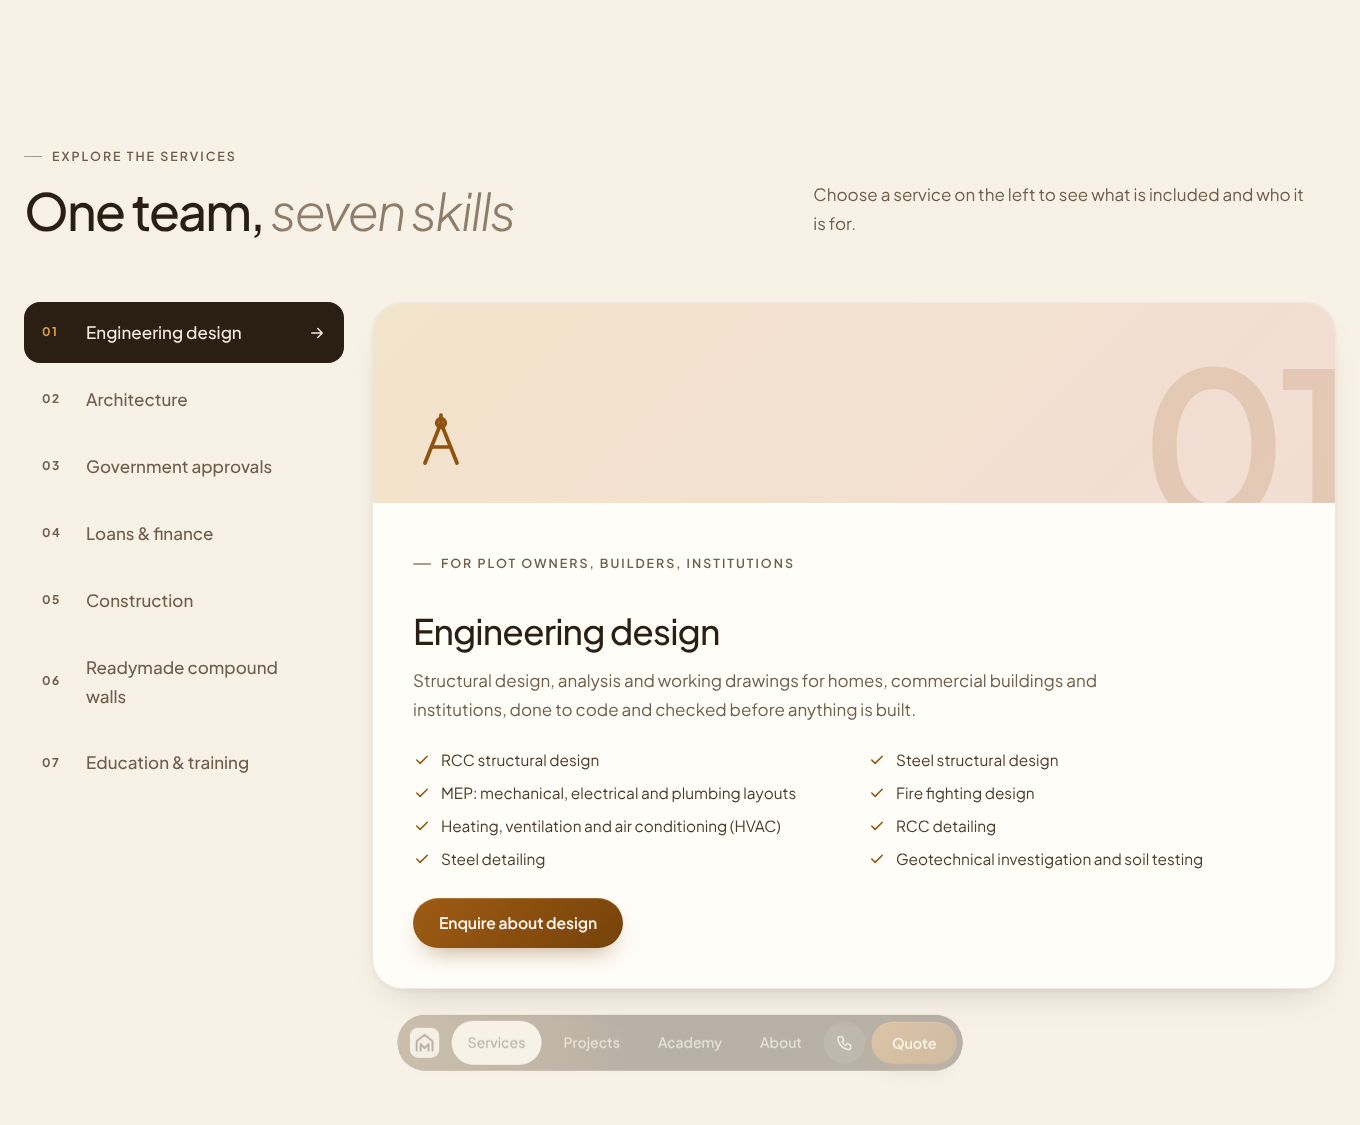 EXPLORE THE SERVICES
One team, seven skills
Choose a service on the left to see what is included and who it
is for.
01 Engineering design →
02 Architecture
03 Government approvals
04 Loans & finance
05 Construction
06 Readymade compound
walls
07 Education & training
01
FOR PLOT OWNERS, BUILDERS, INSTITUTIONS
Engineering design
Structural design, analysis and working drawings for homes, commercial buildings and
institutions, done to code and checked before anything is built.
RCC structural design
Steel structural design
MEP: mechanical, electrical and plumbing layouts
Fire fighting design
Heating, ventilation and air conditioning (HVAC)
RCC detailing
Steel detailing
Geotechnical investigation and soil testing
Enquire about design
Services Projects Academy About Quote